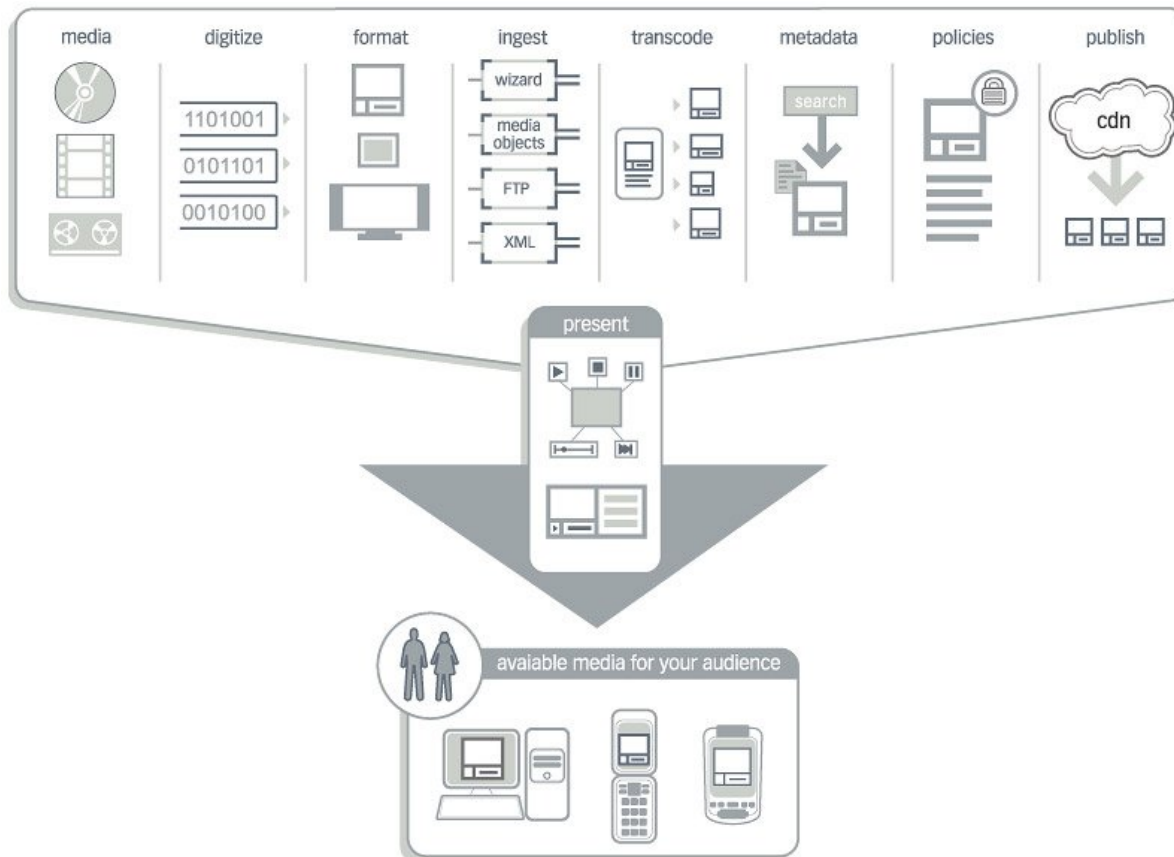 media
digitize
format
ingest
transcode
metadata
policies
publish
1101001
0101101
0010100
wizard
media
objects
FTP
XML
search
cdn
present
avaiable media for your audience